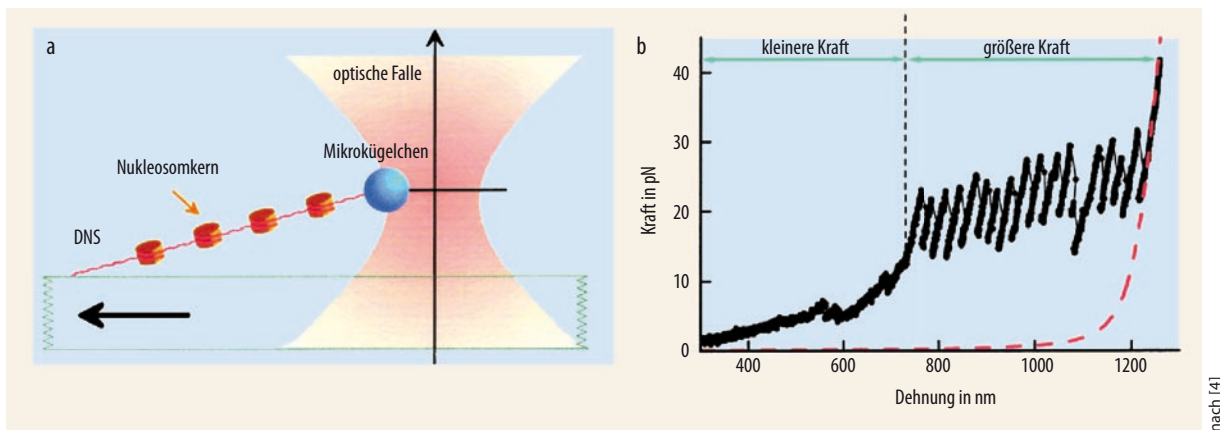 a
optische Falle
Mikrokügelchen
Nukleosomkern
DNS
b
kleinere Kraft
größere Kraft
Kraft in pN
40
30
20
10
0
400
600
800
1000
1200
Dehnung in nm
nach [4]